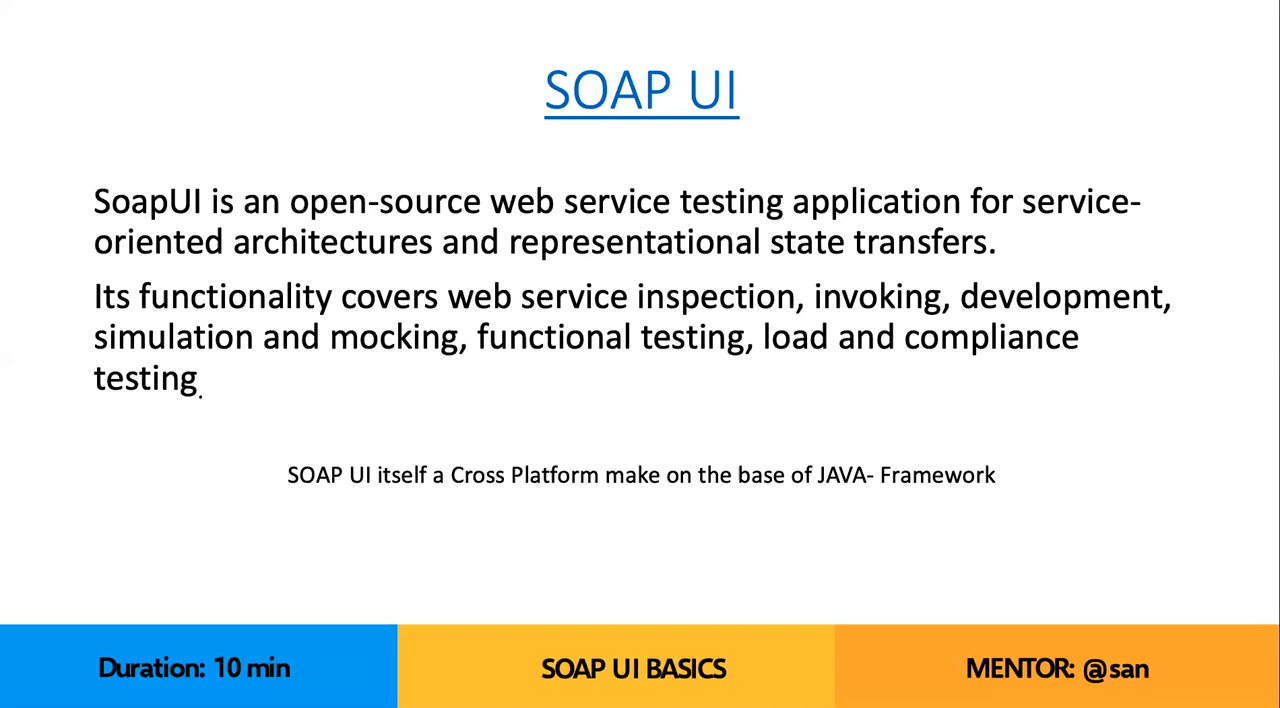 SOAP UI
SoapUI is an open-source web service testing application for service-
oriented architectures and representational state transfers.
Its functionality covers web service inspection, invoking, development,
simulation and mocking, functional testing, load and compliance
testing.
SOAP UI itself a Cross Platform make on the base of JAVA- Framework
Duration: 10 min
SOAP UI BASICS
MENTOR: @san